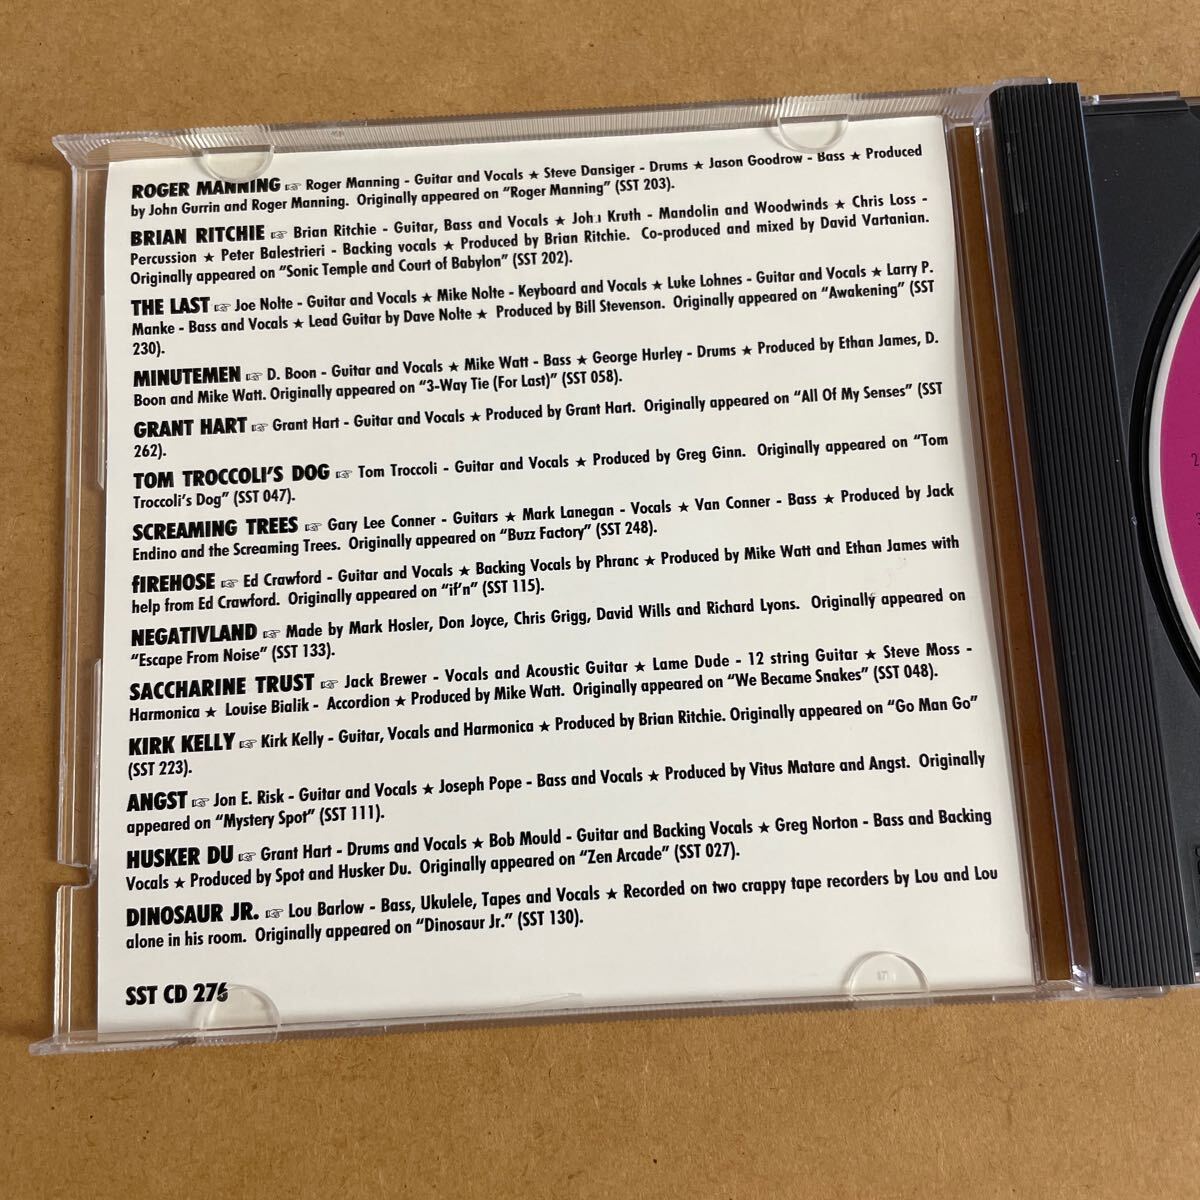 ROGER MANNING ☞ Roger Manning - Guitar and Vocals ★ Steve Dansiger - Drums ★ Jason Goodrow - Bass ★ Produced
by John Gurrin and Roger Manning. Originally appeared on "Roger Manning" (SST 203).
BRIAN RITCHIE ☞ Brian Ritchie - Guitar, Bass and Vocals ★ John Kruth - Mandolin and Woodwinds ★ Chris Loss -
Percussion ★ Peter Balestrieri - Backing vocals ★ Produced by Brian Ritchie. Co-produced and mixed by David Vartanian.
Originally appeared on "Sonic Temple and Court of Babylon" (SST 202).
THE LAST ☞ Joe Nolte - Guitar and Vocals ★ Mike Nolte - Keyboard and Vocals ★ Luke Lohnes - Guitar and Vocals ★ Larry P.
Manke - Bass and Vocals ★ Lead Guitar by Dave Nolte ★ Produced by Bill Stevenson. Originally appeared on "Awakening" (SST
230).
MINUTEMEN ☞ D. Boon - Guitar and Vocals ★ Mike Watt - Bass ★ George Hurley - Drums ★ Produced by Ethan James, D.
Boon and Mike Watt. Originally appeared on "3-Way Tie (For Last)" (SST 058).
GRANT HART ☞ Grant Hart - Guitar and Vocals ★ Produced by Grant Hart. Originally appeared on "All Of My Senses" (SST
262).
TOM TROCCOLI'S DOG ☞ Tom Troccoli - Guitar and Vocals ★ Produced by Greg Ginn. Originally appeared on "Tom
Troccoli's Dog" (SST 047).
SCREAMING TREES ☞ Gary Lee Conner - Guitars ★ Mark Lanegan - Vocals ★ Van Conner - Bass ★ Produced by Jack
Endino and the Screaming Trees. Originally appeared on "Buzz Factory" (SST 248).
fIREHOSE ☞ Ed Crawford - Guitar and Vocals ★ Backing Vocals by Phranc ★ Produced by Mike Watt and Ethan James with
help from Ed Crawford. Originally appeared on "if'n" (SST 115).
NEGATIVLAND ☞ Made by Mark Hosler, Don Joyce, Chris Grigg, David Wills and Richard Lyons. Originally appeared on
"Escape From Noise" (SST 133).
SACCHARINE TRUST ☞ Jack Brewer - Vocals and Acoustic Guitar ★ Lame Dude - 12 string Guitar ★ Steve Moss -
Harmonica ★ Louise Bialik - Accordion ★ Produced by Mike Watt. Originally appeared on "We Became Snakes" (SST 048).
KIRK KELLY ☞ Kirk Kelly - Guitar, Vocals and Harmonica ★ Produced by Brian Ritchie. Originally appeared on "Go Man Go"
(SST 223).
ANGST ☞ Jon E. Risk - Guitar and Vocals ★ Joseph Pope - Bass and Vocals ★ Produced by Vitus Matare and Angst. Originally
appeared on "Mystery Spot" (SST 111).
HUSKER DU ☞ Grant Hart - Drums and Vocals ★ Bob Mould - Guitar and Backing Vocals ★ Greg Norton - Bass and Backing
Vocals ★ Produced by Spot and Husker Du. Originally appeared on "Zen Arcade" (SST 027).
DINOSAUR JR. ☞ Lou Barlow - Bass, Ukulele, Tapes and Vocals ★ Recorded on two crappy tape recorders by Lou and Lou
alone in his room. Originally appeared on "Dinosaur Jr." (SST 130).
SST CD 276